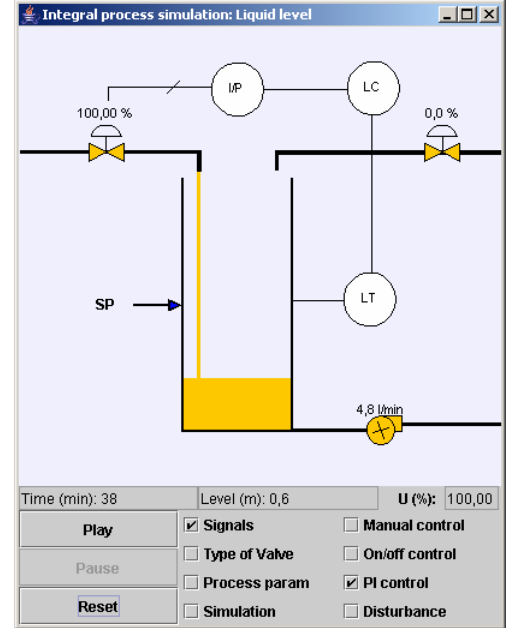 Integral process simulation: Liquid level
I/P
LC
100,00 %
0,0 %
SP
LT
4,8 l/min
Time (min): 38
Level (m): 0,6
U (%): 100,00
Play
Signals
Manual control
Type of Valve
On/off control
Pause
Process param
PI control
Reset
Simulation
Disturbance